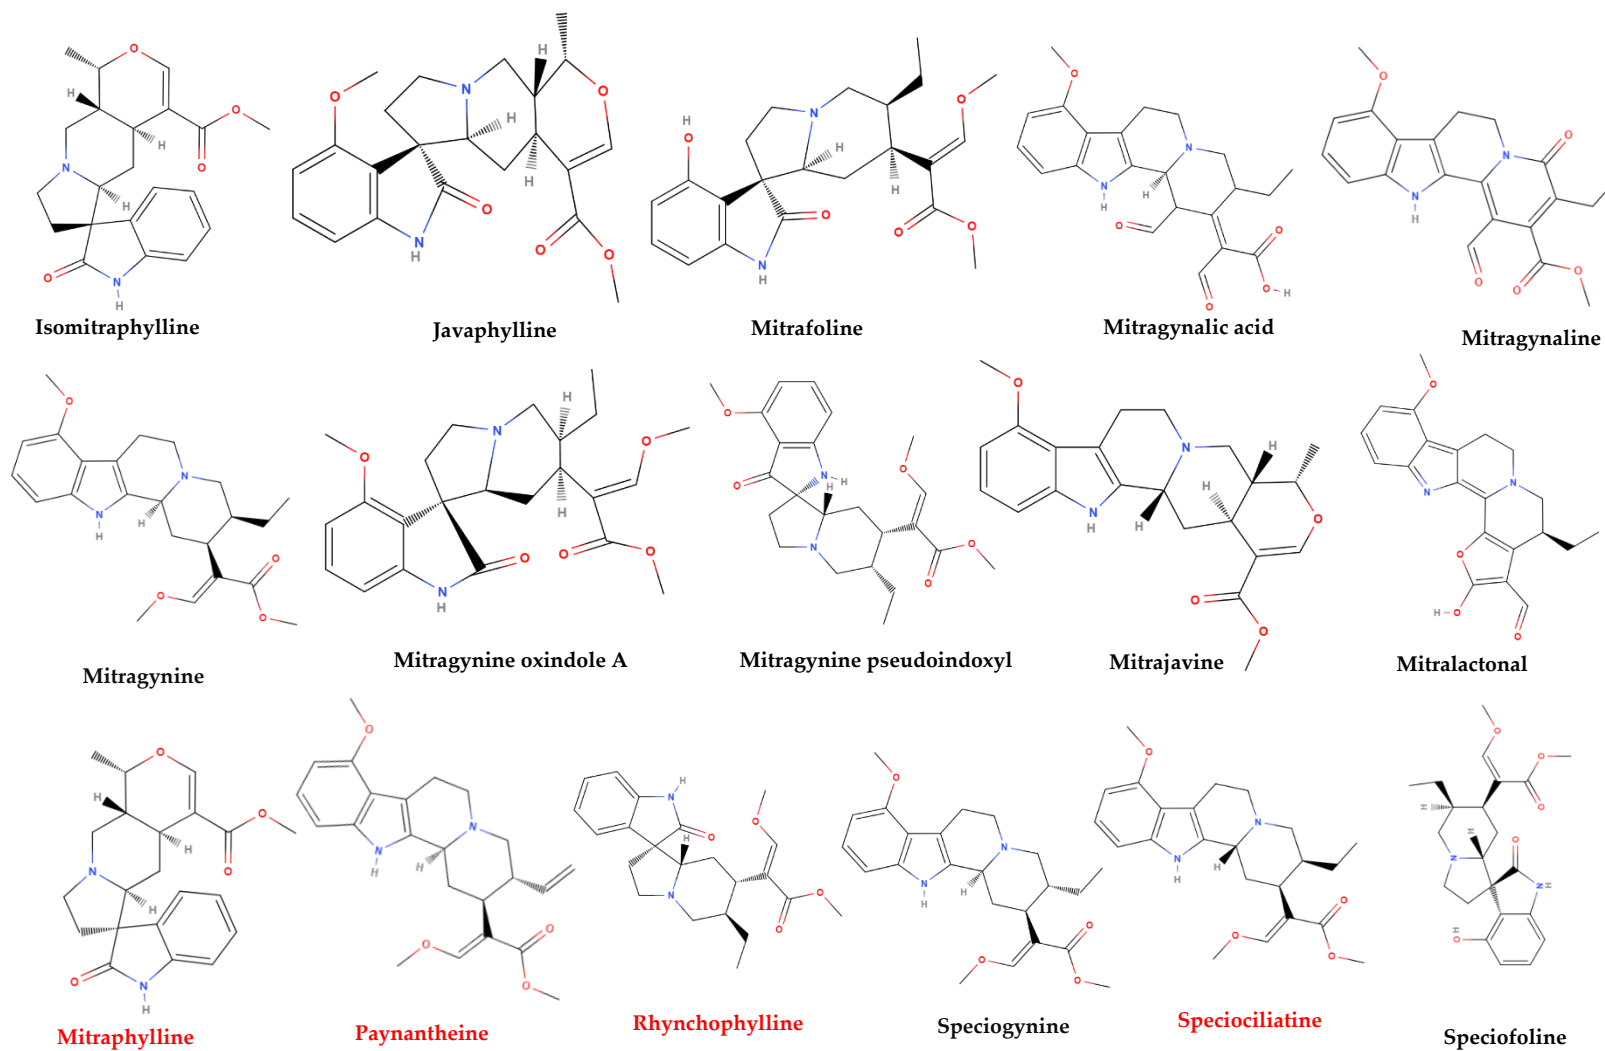 Isomitraphylline
Javaphylline
Mitrafoline
Mitragynalic acid
Mitragynaline
Mitragynine
Mitragynine oxindole A
Mitragynine pseudoindoxyl
Mitrajavine
Mitralactonal
Mitraphylline
Paynantheine
Rhynchophylline
Speciogynine
Speciociliatine
Speciofoline